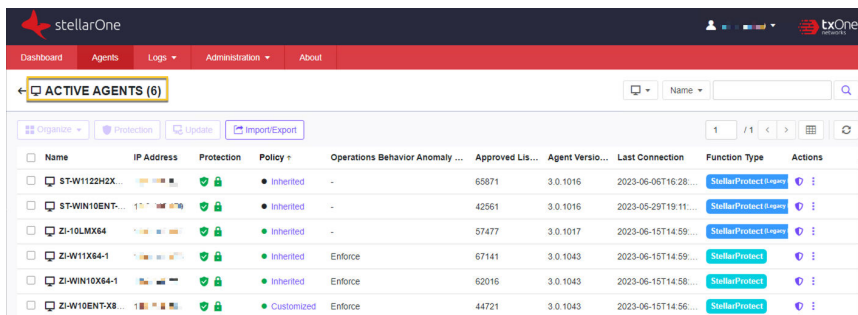 stellarOne
txOne
networks
Dashboard Agents Logs Administration About
ACTIVE AGENTS (6)
Name
Organize Protection Update Import/Export
1 / 1
Name IP Address Protection Policy Operations Behavior Anomaly ... Approved Lis... Agent Versio... Last Connection Function Type Actions
ST-W1122H2X... Inherited - 65871 3.0.1016 2023-06-06T16:28:... StellarProtect (Legacy
ST-WIN10ENT-... Inherited - 42561 3.0.1016 2023-05-29T19:11:... StellarProtect (Legacy
ZI-10LMX64 Inherited - 57477 3.0.1017 2023-06-15T14:59:... StellarProtect (Legacy
ZI-W11X64-1 Inherited Enforce 67141 3.0.1043 2023-06-15T14:59:... StellarProtect
ZI-WIN10X64-1 Inherited Enforce 62016 3.0.1043 2023-06-15T14:58:... StellarProtect
ZI-W10ENT-X8... Customized Enforce 44721 3.0.1043 2023-06-15T14:56:... StellarProtect